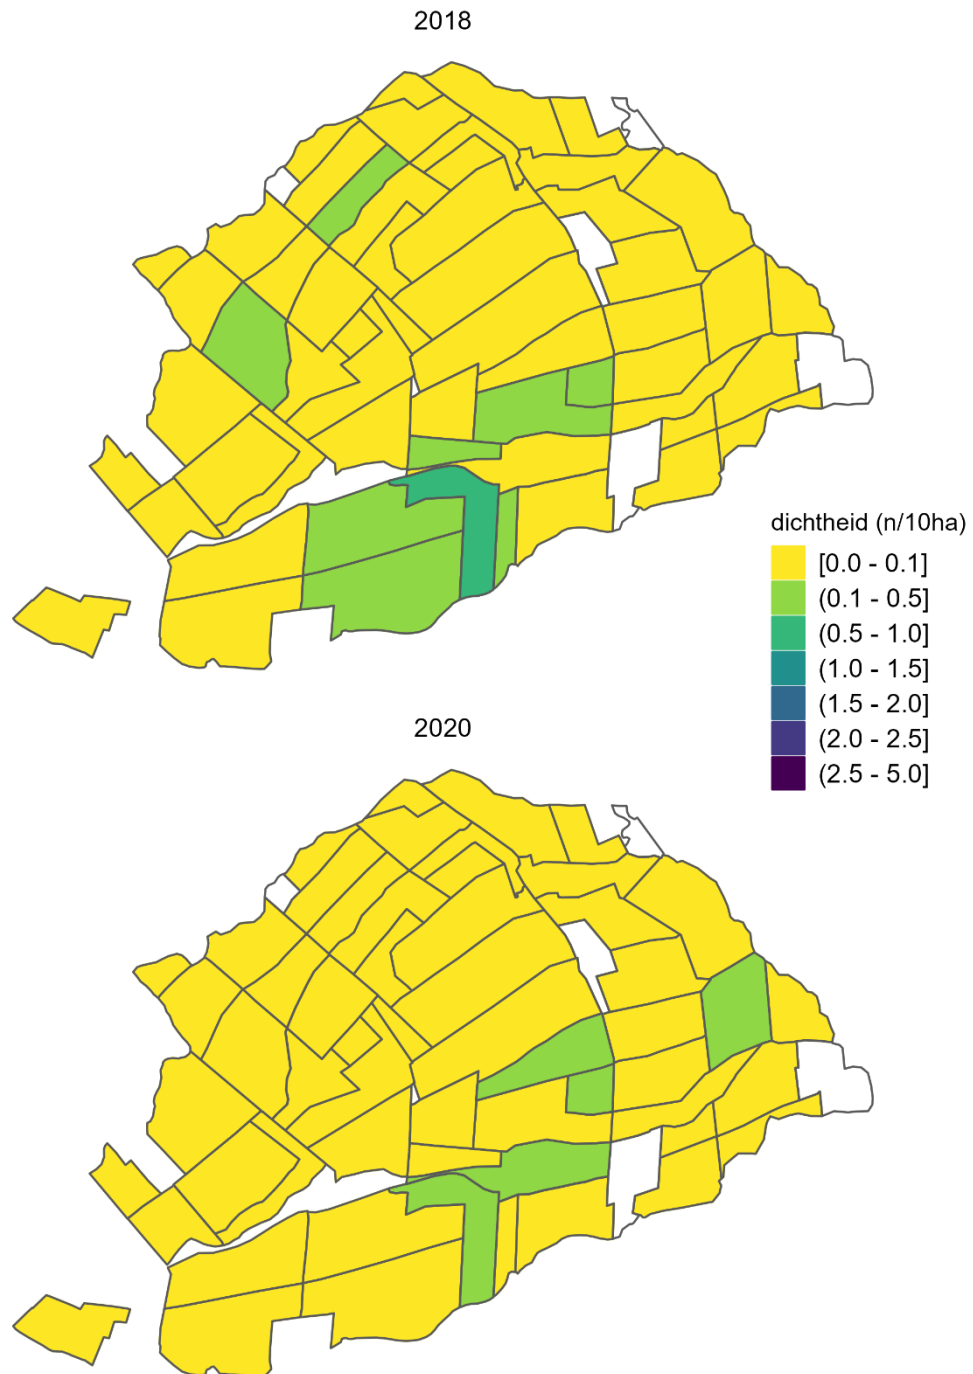 2018
dichtheid (n/10ha)
[0.0 - 0.1]
(0.1 - 0.5]
(0.5 - 1.0]
(1.0 - 1.5]
(1.5 - 2.0]
(2.0 - 2.5]
(2.5 - 5.0]
2020